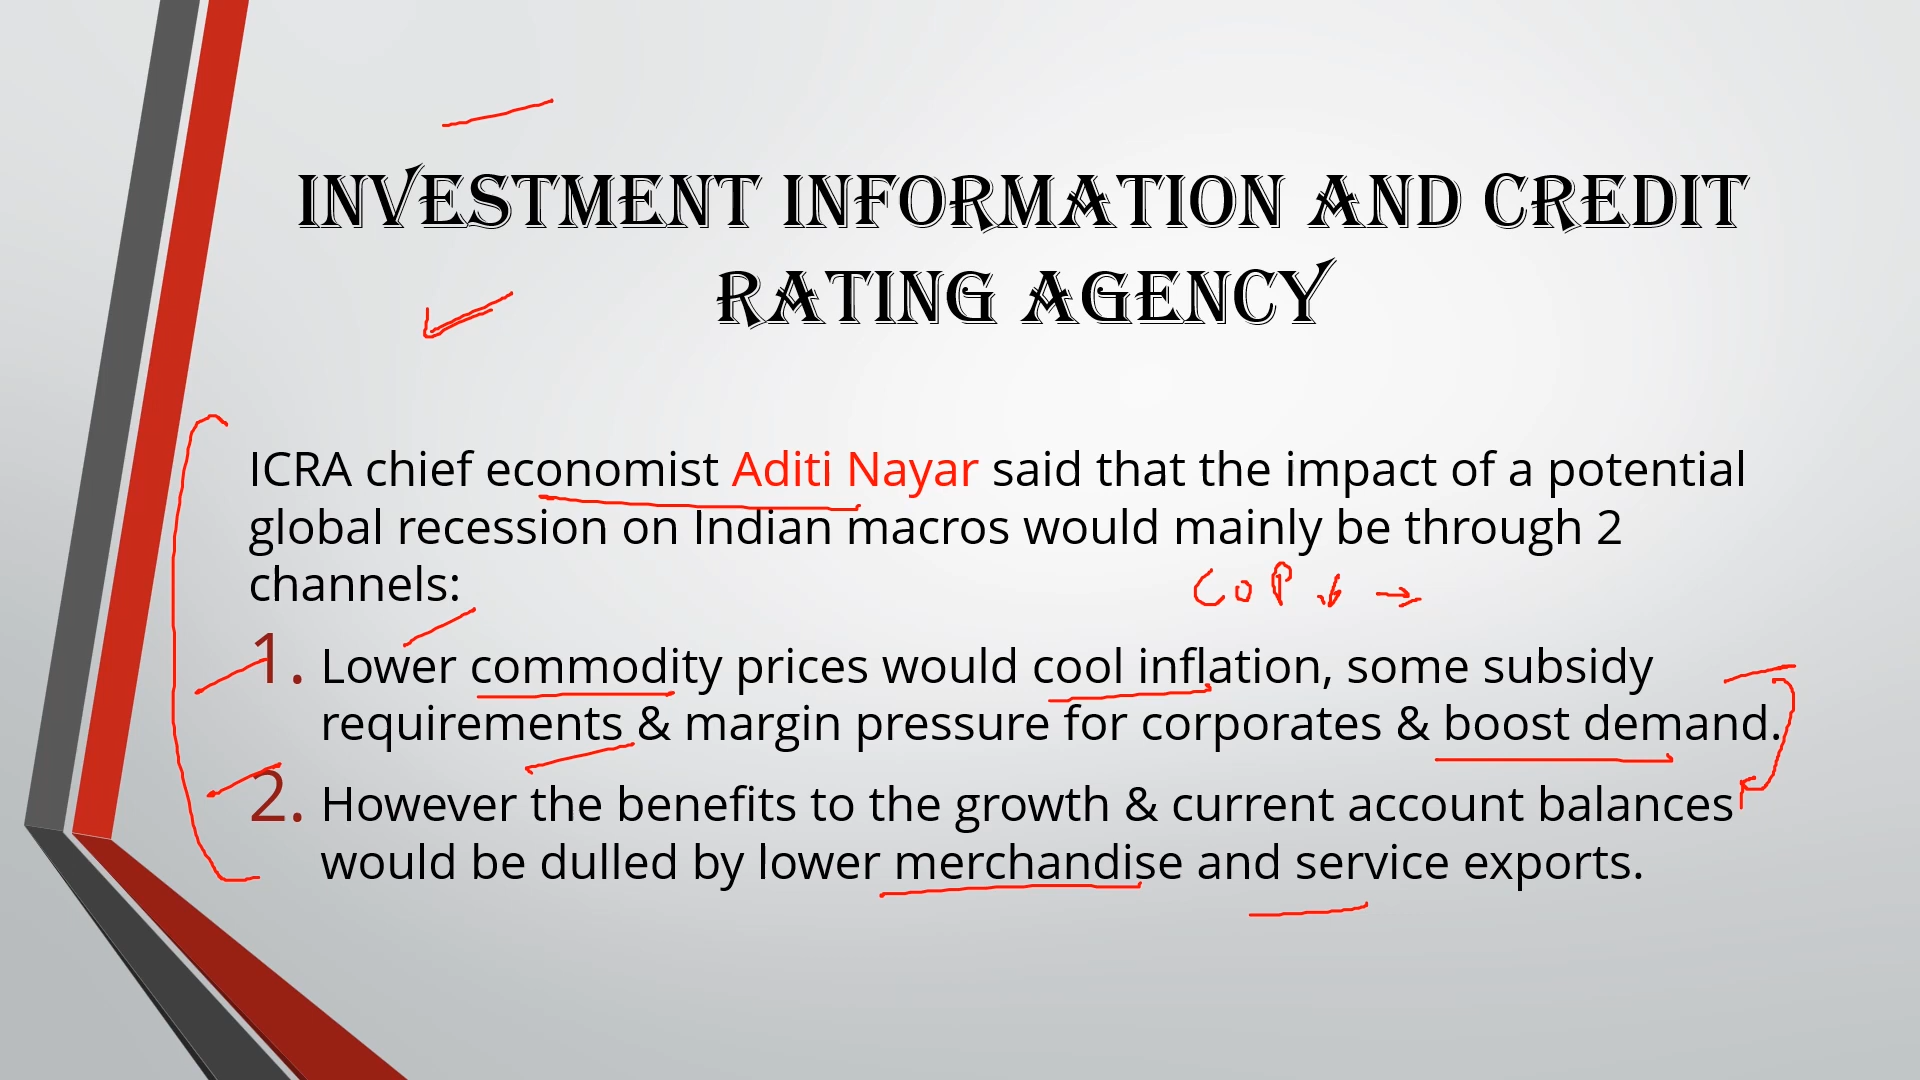 INVESTMENT INFORMATION AND CREDIT
RATING AGENCY
ICRA chief economist Aditi Nayar said that the impact of a potential
global recession on Indian macros would mainly be through 2
channels:
COP ↓ →
1. Lower commodity prices would cool inflation, some subsidy
requirements & margin pressure for corporates & boost demand.
2. However the benefits to the growth & current account balances
would be dulled by lower merchandise and service exports.